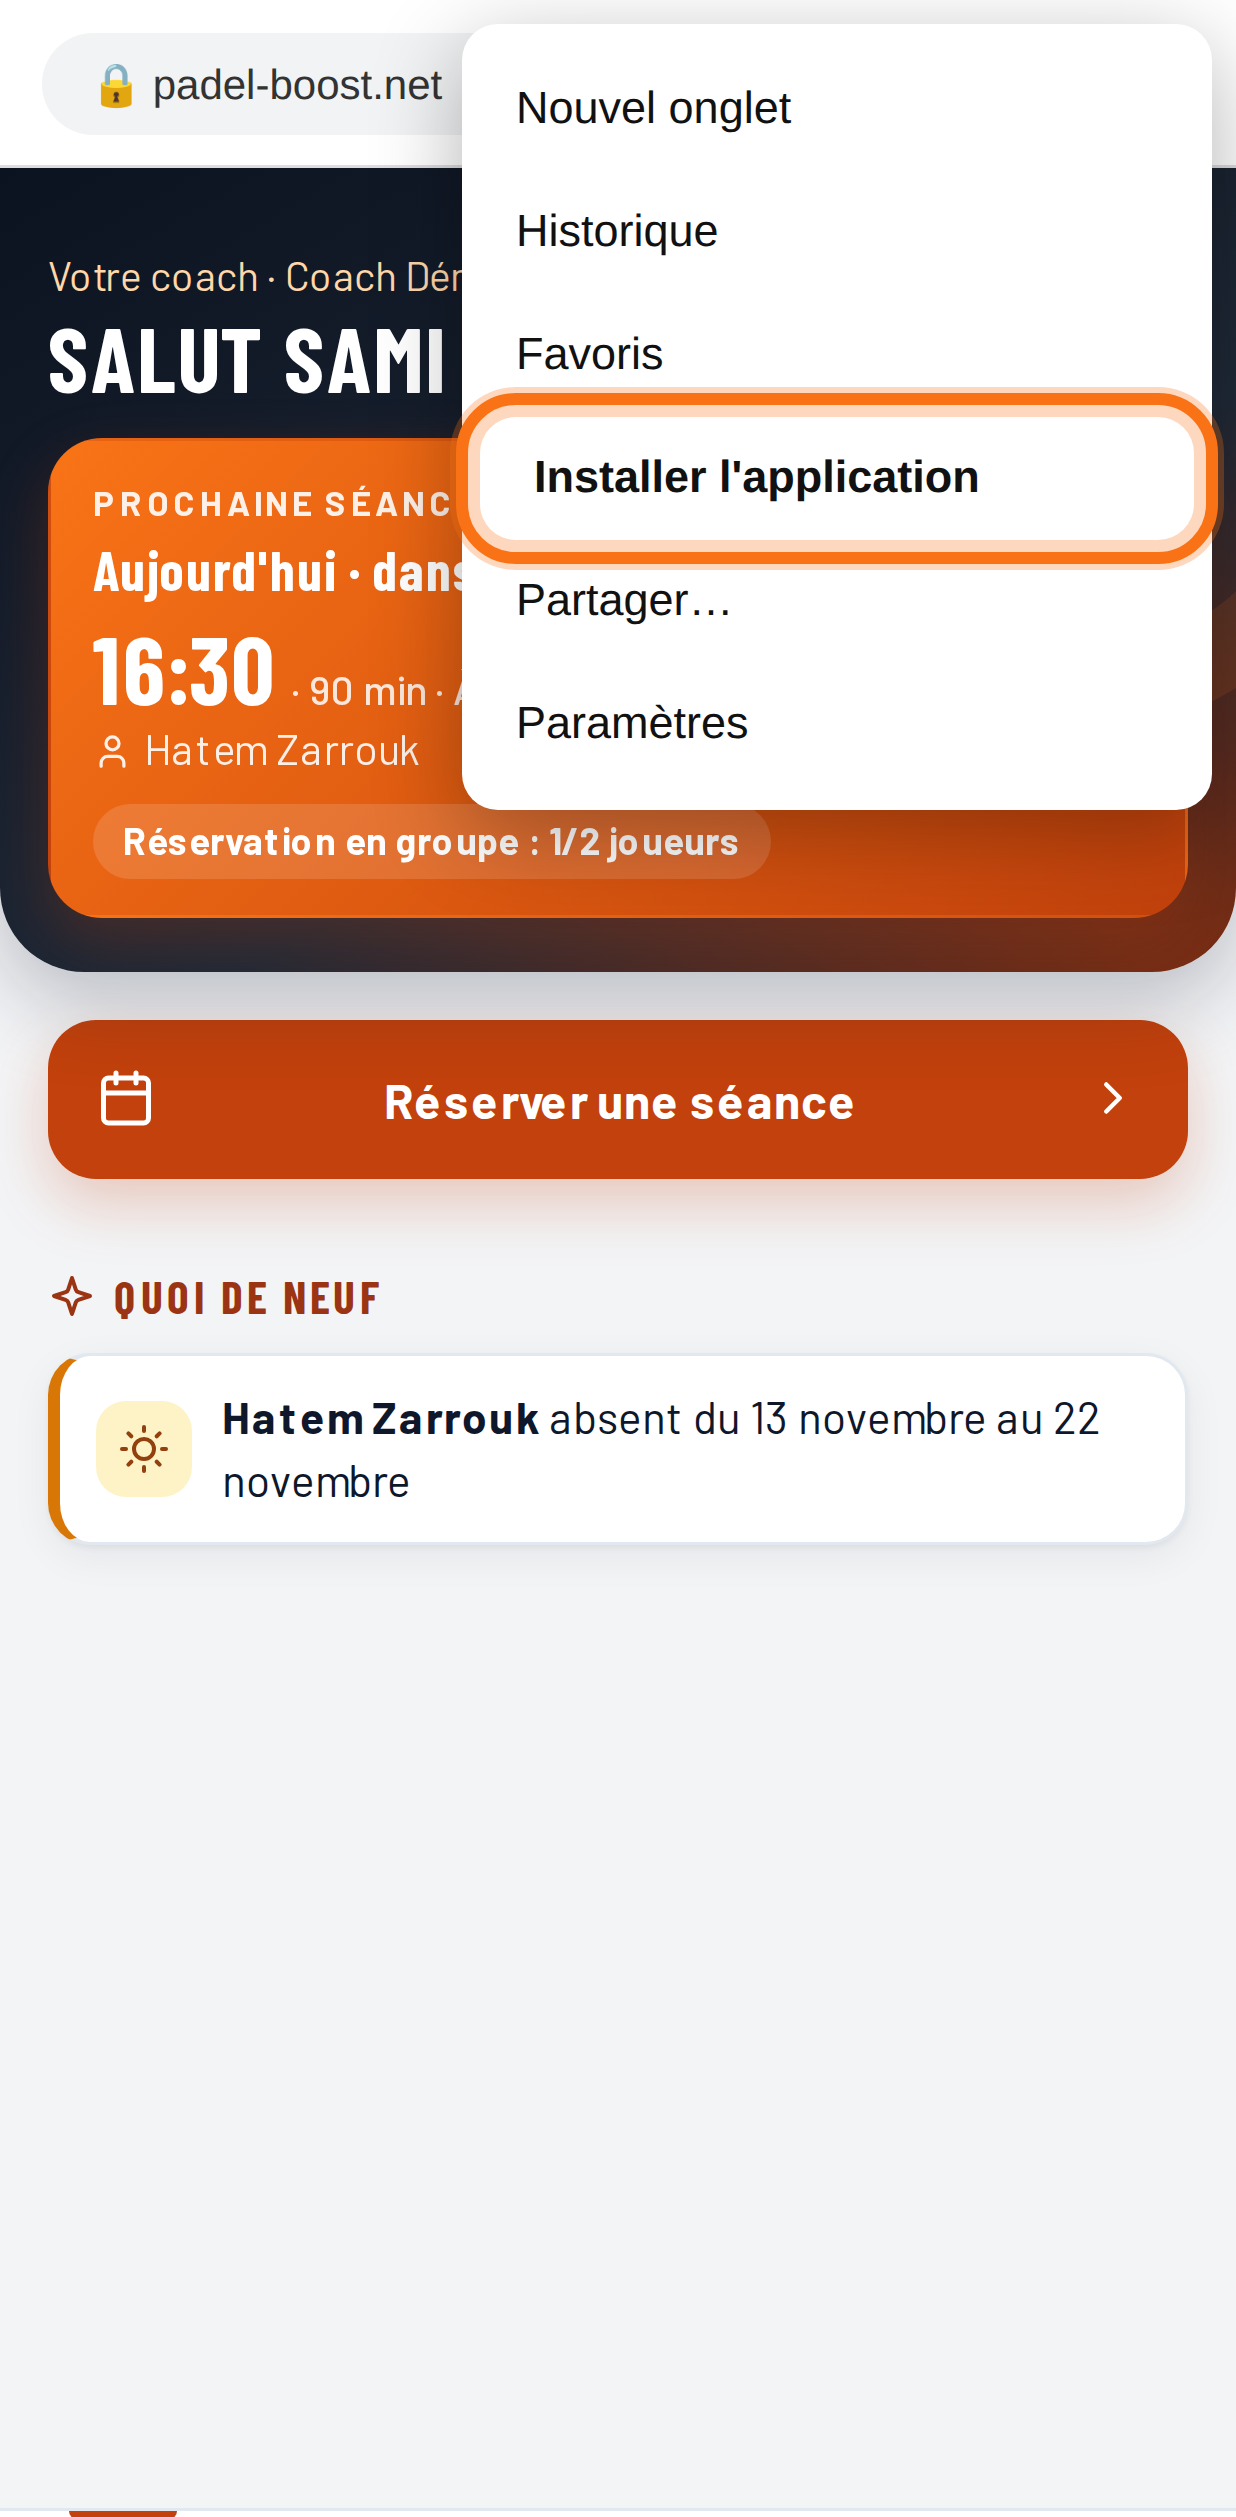 padel-boost.net
Nouvel onglet
Historique
Favoris
Installer l'application
Partager…
Paramètres
Votre coach · Coach
SALUT SAMI
PROCHAINE
Aujourd'hui · dans
16:30 · 90 min ·
Hatem Zarrouk
Réservation en groupe : 1/2 joueurs
Réserver une séance
QUOI DE NEUF
Hatem Zarrouk absent du 13 novembre au 22
novembre